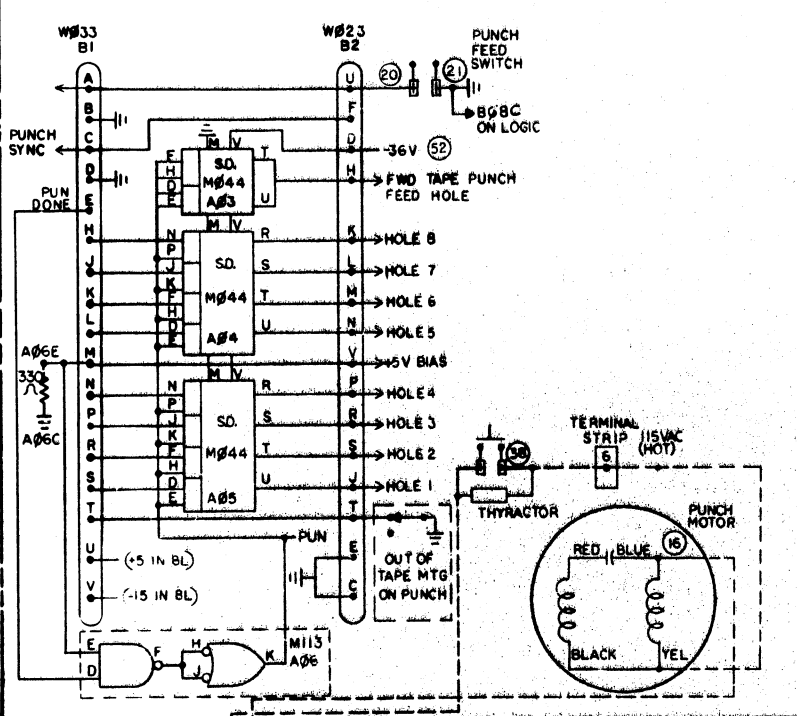 WØ33
B1
WØ23
B2
PUNCH
FEED
SWITCH
A
U
20
21
B
F
BGBC
ON LOGIC
PUNCH
SYNC
C
M V
D
-36V 52
E
H
D
E
S.D.
MØ44
AØ3
T
U
D
H
FWD TAPE PUNCH
FEED HOLE
PUN
DONE
E
M V
H
N
P
R
K
HOLE 8
J
J
S.D.
S
L
HOLE 7
K
K
F
MØ44
T
M
HOLE 6
L
H
D
E
AØ4
U
N
HOLE 5
AØ6E
M
M V
V
+5V BIAS
330
Ω
AØ6C
N
N
P
R
P
HOLE 4
P
J
S.D.
S
R
HOLE 3
R
K
F
MØ44
T
S
HOLE 2
S
H
D
E
AØ5
U
J
HOLE 1
T
T
PUN
U
(+5 IN BL)
E
V
(-15 IN BL)
C
OUT OF
TAPE MTG
ON PUNCH
38
TERMINAL
STRIP
6
115VAC
(HOT)
THYRACTOR
PUNCH
MOTOR
16
RED
BLUE
BLACK
YEL
E
D
F
H
J
K
M113
AØ6